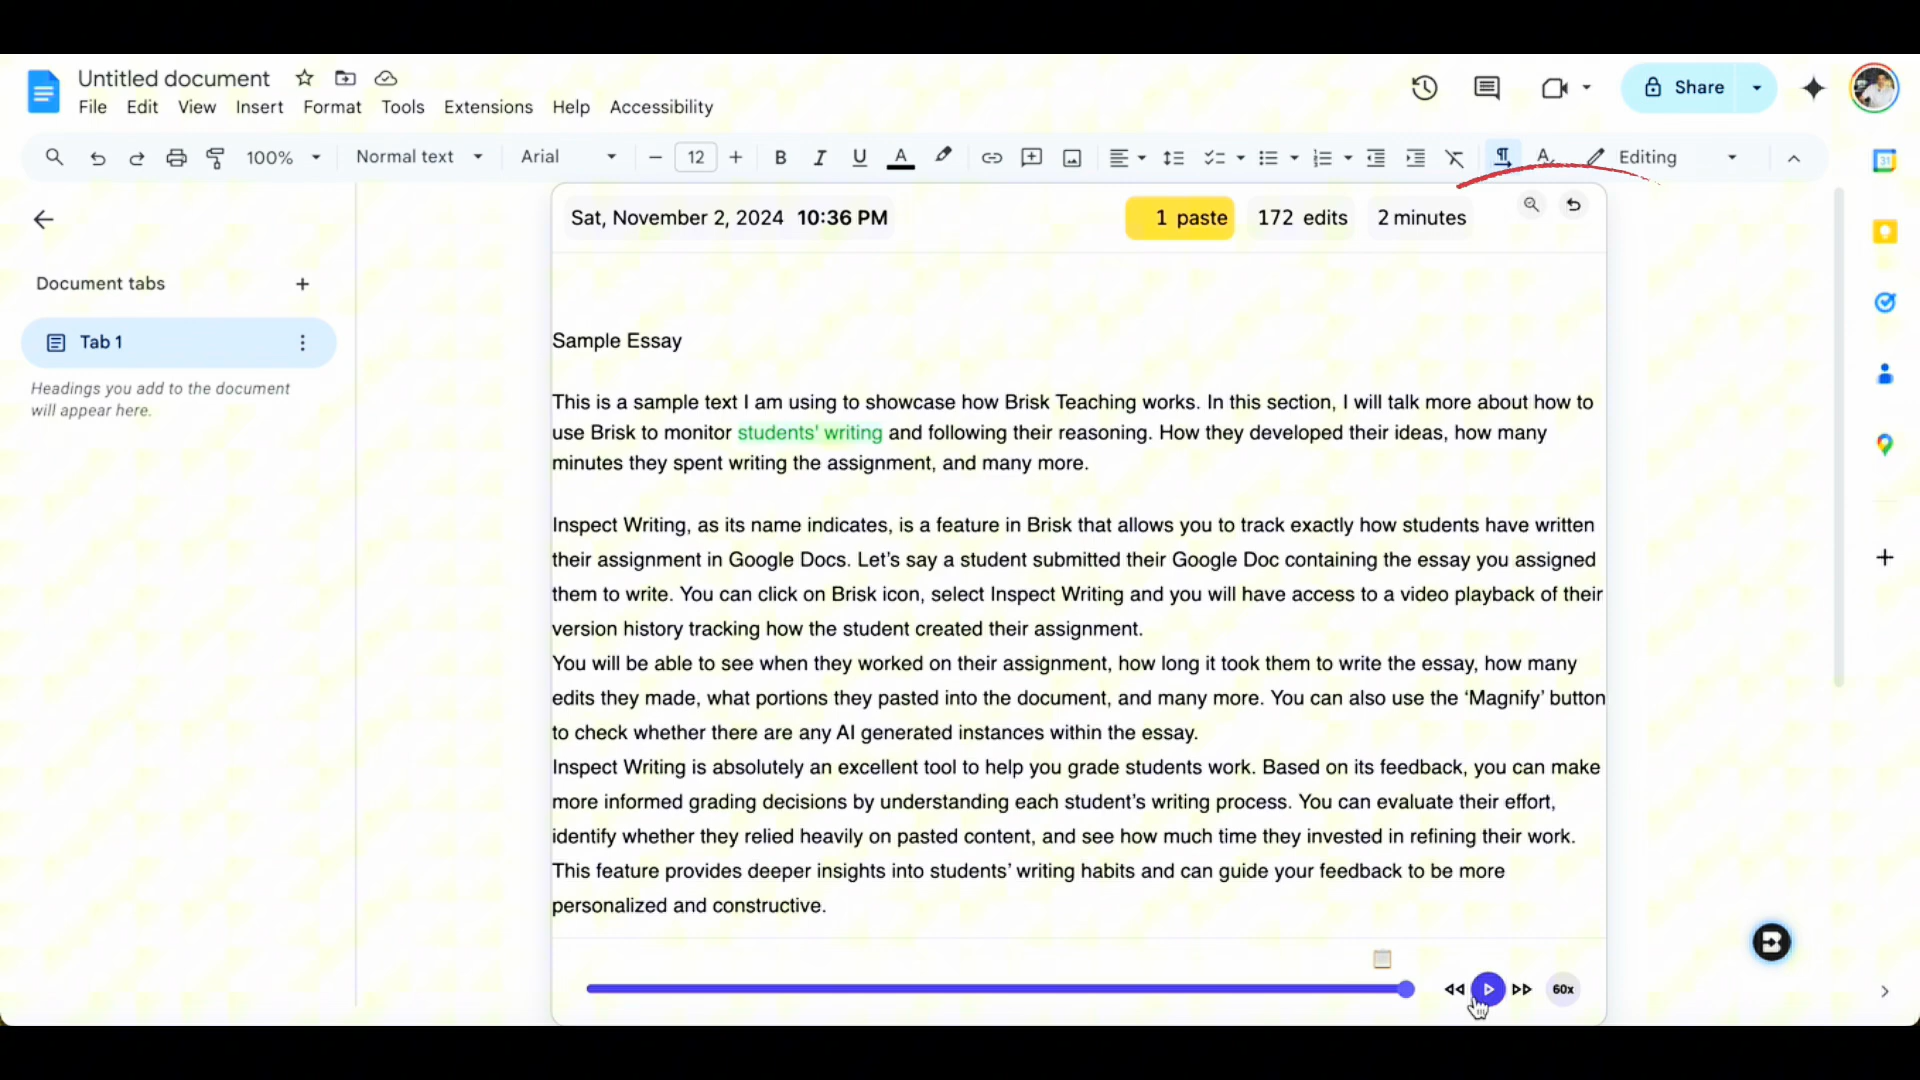 Untitled document
File Edit View Insert Format Tools Extensions Help Accessibility
Share
100% Normal text Arial 12 B I U A Editing
31
Sat, November 2, 2024 10:36 PM 1 paste 172 edits 2 minutes
Document tabs
Tab 1
Headings you add to the document
will appear here.
Sample Essay
This is a sample text I am using to showcase how Brisk Teaching works. In this section, I will talk more about how to
use Brisk to monitor students' writing and following their reasoning. How they developed their ideas, how many
minutes they spent writing the assignment, and many more.
Inspect Writing, as its name indicates, is a feature in Brisk that allows you to track exactly how students have written
their assignment in Google Docs. Let’s say a student submitted their Google Doc containing the essay you assigned
them to write. You can click on Brisk icon, select Inspect Writing and you will have access to a video playback of their
version history tracking how the student created their assignment.
You will be able to see when they worked on their assignment, how long it took them to write the essay, how many
edits they made, what portions they pasted into the document, and many more. You can also use the ‘Magnify’ button
to check whether there are any AI generated instances within the essay.
Inspect Writing is absolutely an excellent tool to help you grade students work. Based on its feedback, you can make
more informed grading decisions by understanding each student’s writing process. You can evaluate their effort,
identify whether they relied heavily on pasted content, and see how much time they invested in refining their work.
This feature provides deeper insights into students’ writing habits and can guide your feedback to be more
personalized and constructive.
60x